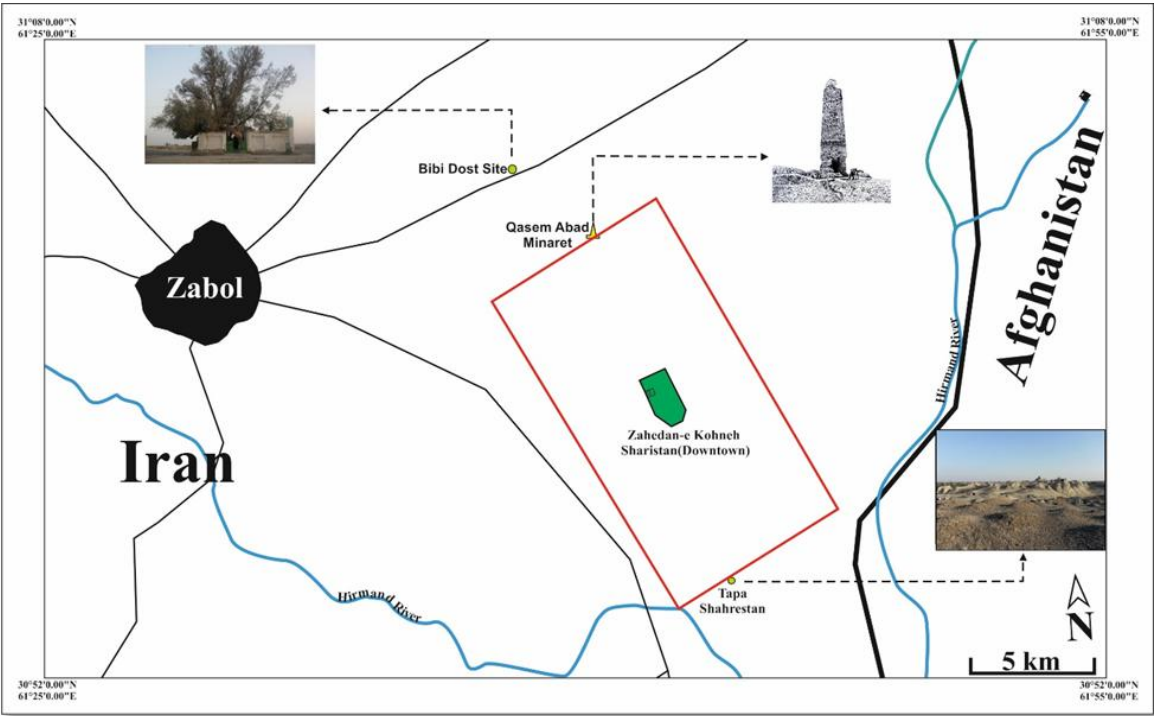 31°08'0.00"N
61°25'0.00"E
31°08'0.00"N
61°55'0.00"E
Bibi Dost Site
Qasem Abad
Minaret
Afghanistan
Zabol
Hirmand River
Zahedan-e Kohneh
Sharistan(Downtown)
Iran
Hirmand River
Tapa
Shahrestan
N
5 km
30°52'0.00"N
61°25'0.00"E
30°52'0.00"N
61°55'0.00"E